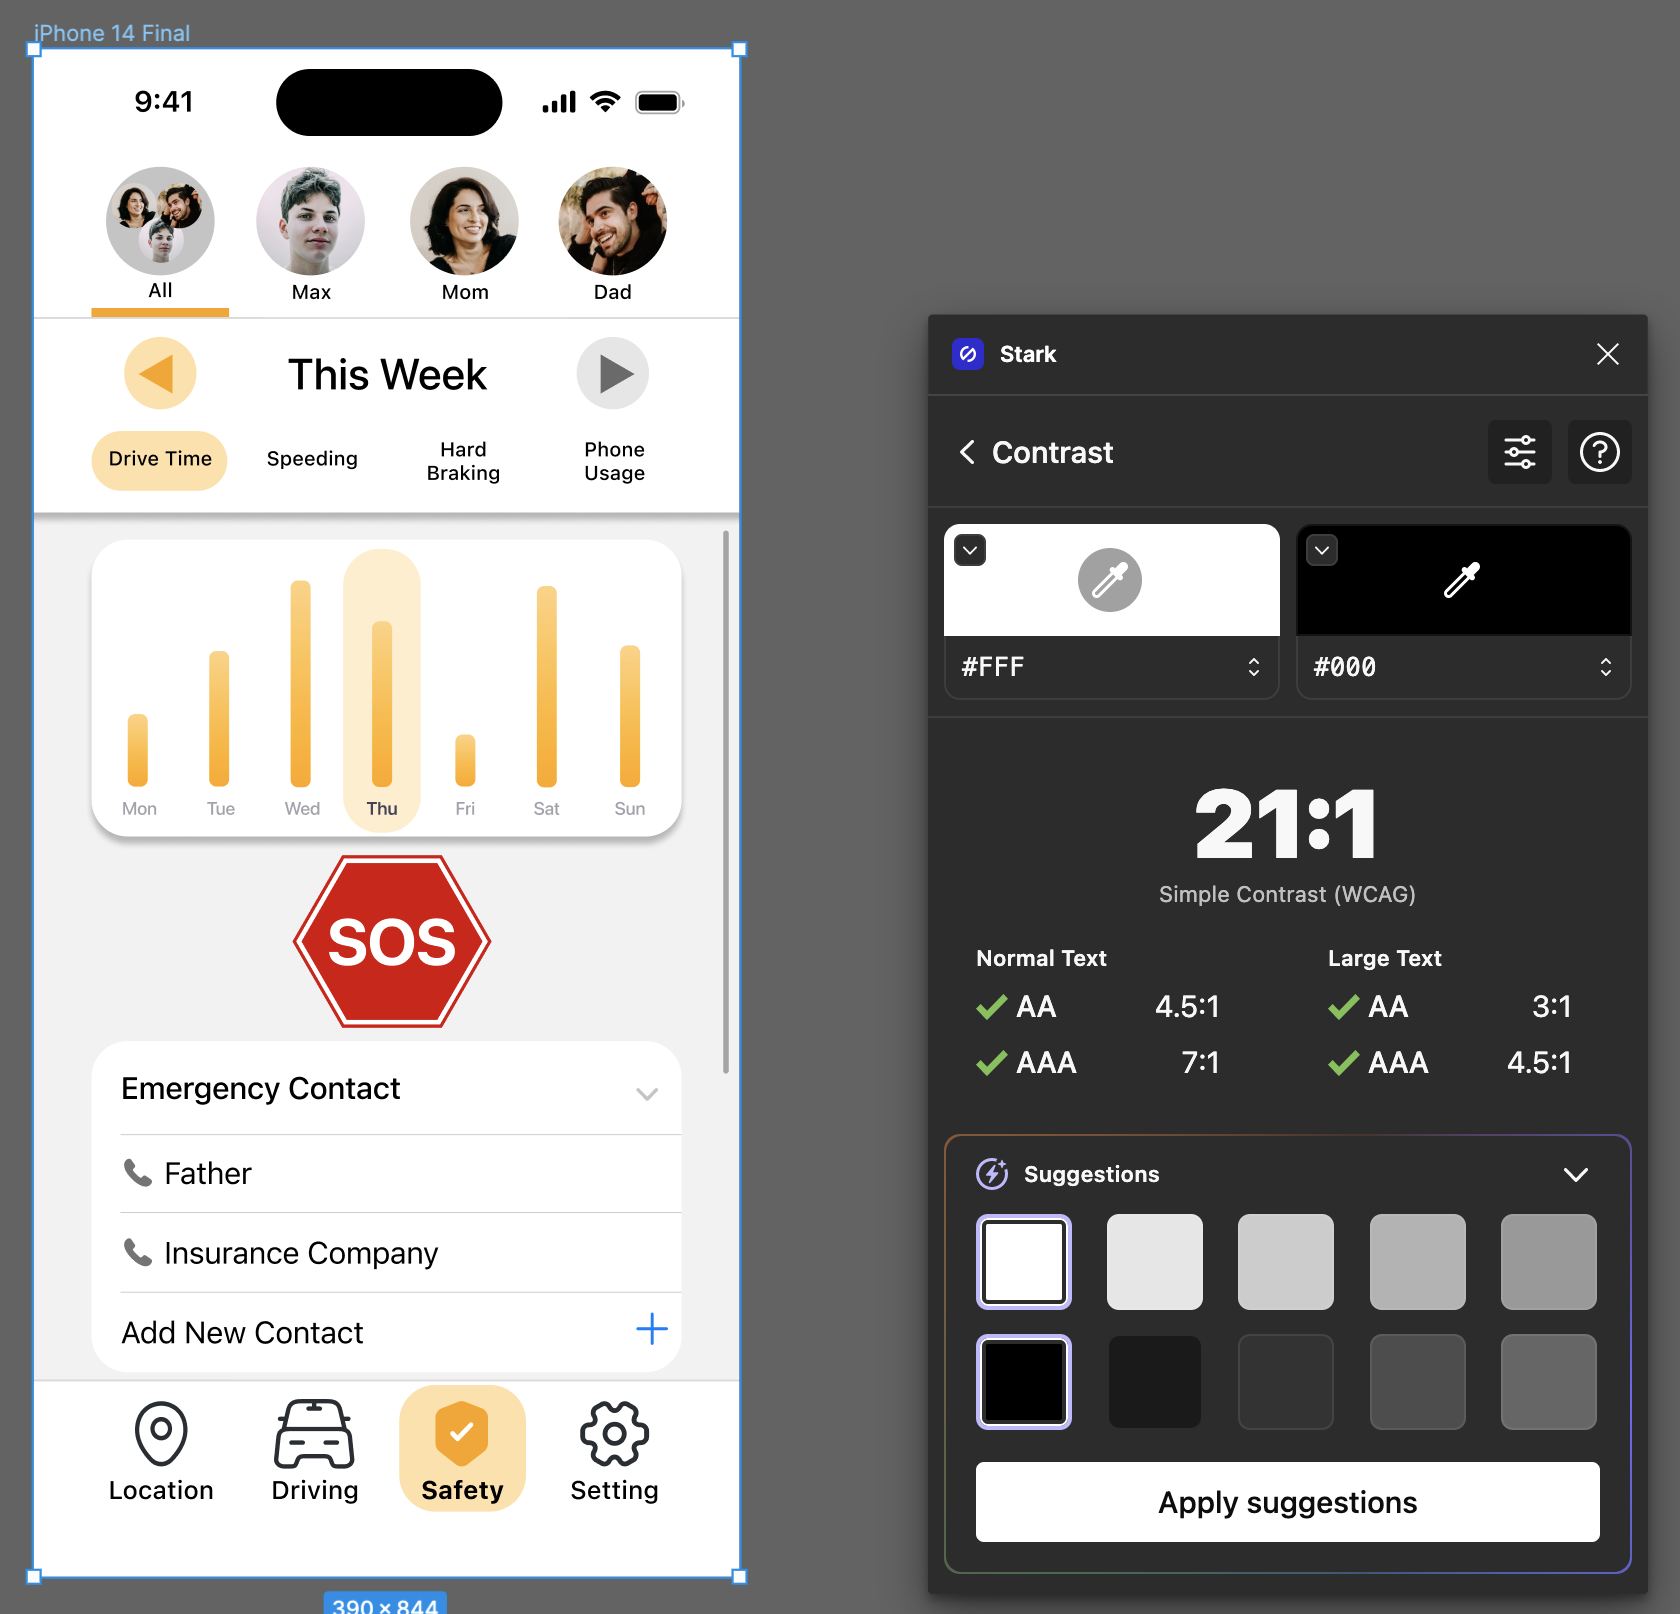 iPhone 14 Final
9:41
All
Max
Mom
Dad
This Week
Drive Time
Speeding
Hard
Braking
Phone
Usage
Mon
Tue
Wed
Thu
Fri
Sat
Sun
SOS
Emergency Contact
Father
Insurance Company
Add New Contact
Location
Driving
Safety
Setting
390 × 844
Stark
Contrast
#FFF
#000
21:1
Simple Contrast (WCAG)
Normal Text
AA 4.5:1
AAA 7:1
Large Text
AA 3:1
AAA 4.5:1
Suggestions
Apply suggestions